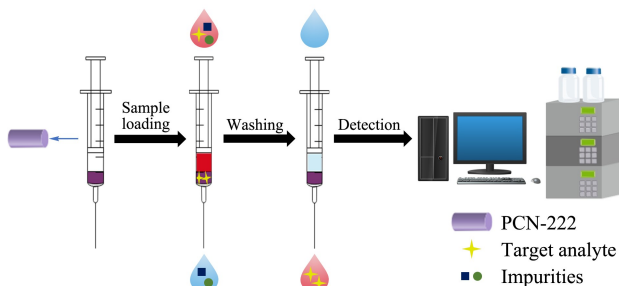 Sample
loading
Washing
Detection
PCN-222
Target analyte
Impurities